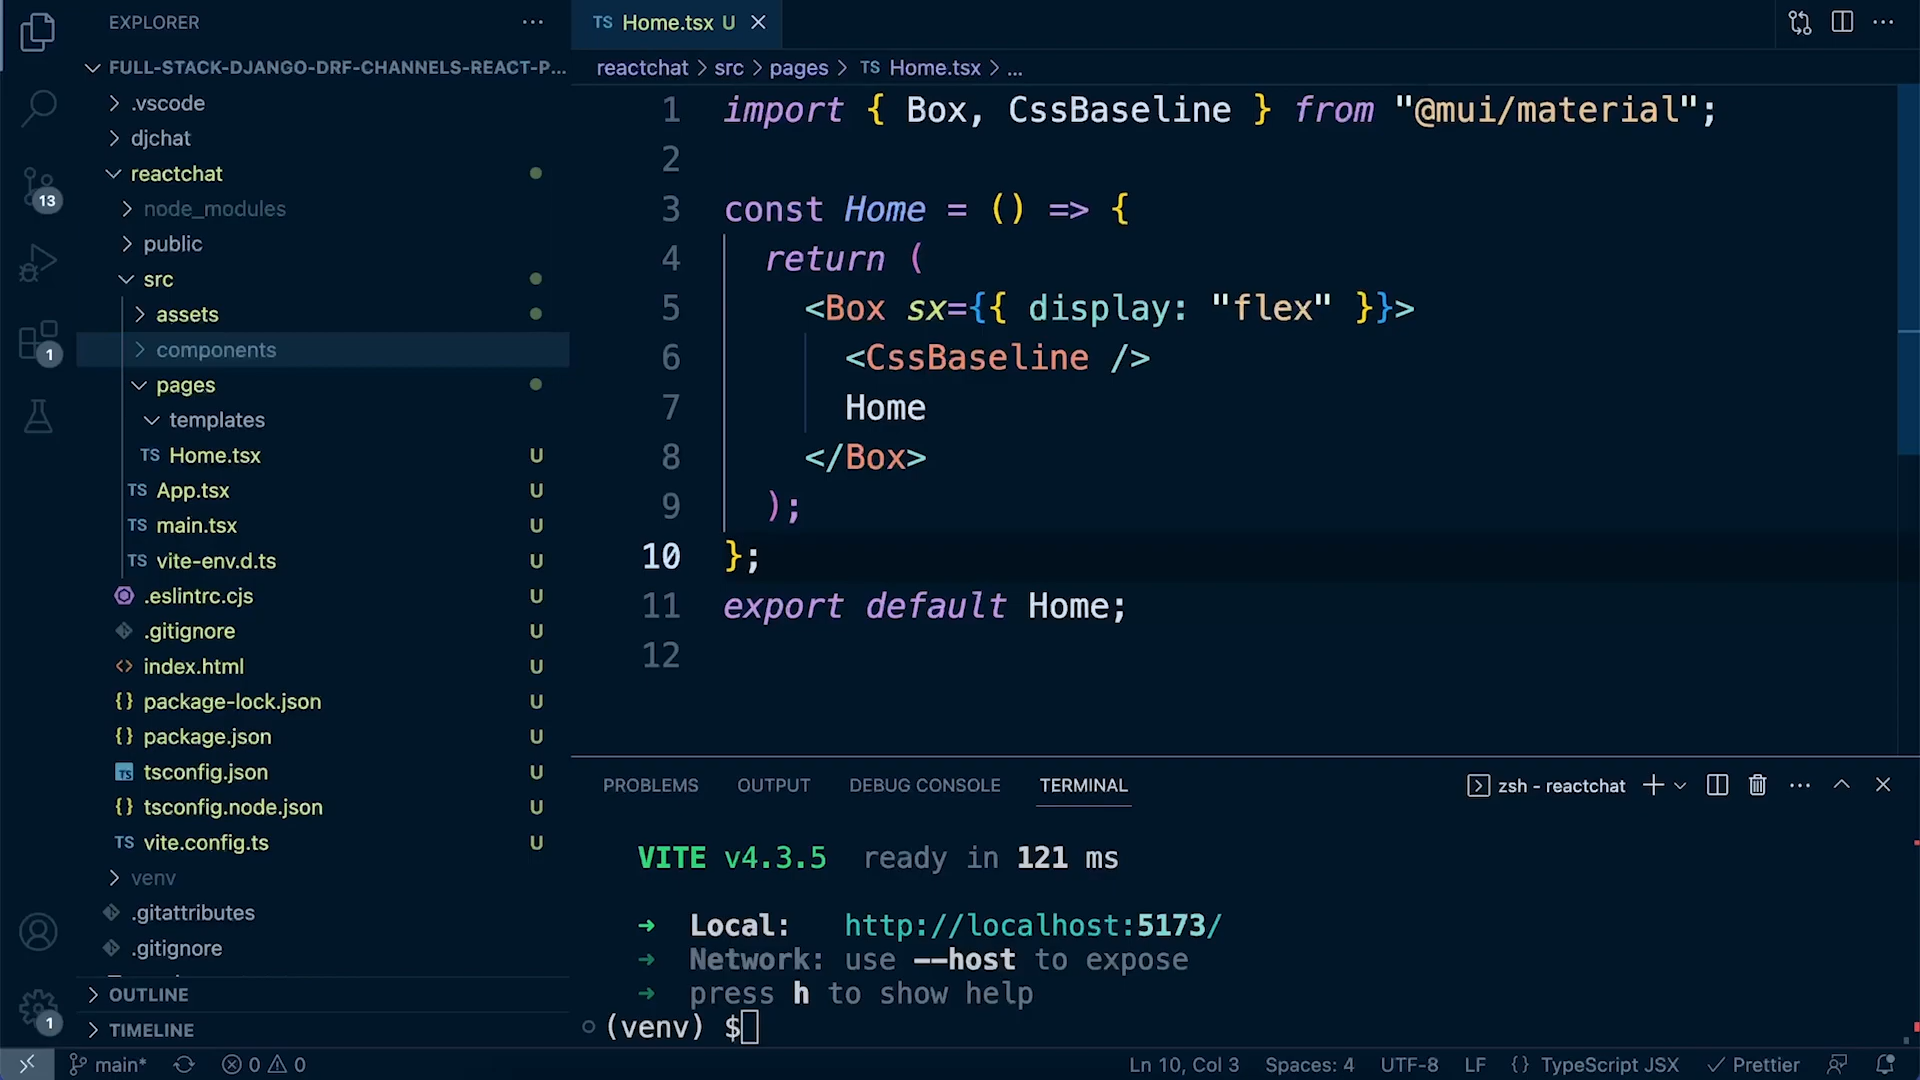 EXPLORER
FULL-STACK-DJANGO-DRF-CHANNELS-REACT-P...
.vscode
djchat
reactchat
node_modules
public
src
assets
components
pages
templates
TS Home.tsx U
TS App.tsx U
TS main.tsx U
TS vite-env.d.ts U
.eslintrc.cjs U
.gitignore U
<> index.html U
{} package-lock.json U
{} package.json U
TS tsconfig.json U
{} tsconfig.node.json U
TS vite.config.ts U
venv
.gitattributes
.gitignore
OUTLINE
TIMELINE
13
1
1
TS Home.tsx U
reactchat > src > pages > TS Home.tsx > ...
1 import { Box, CssBaseline } from "@mui/material";
2
3 const Home = () => {
4 return (
5 <Box sx={{ display: "flex" }}>
6 <CssBaseline />
7 Home
8 </Box>
9 );
10 };
11 export default Home;
12
PROBLEMS OUTPUT DEBUG CONSOLE TERMINAL zsh - reactchat
VITE v4.3.5 ready in 121 ms
➜ Local: http://localhost:5173/
➜ Network: use --host to expose
➜ press h to show help
(venv) $
main* 0 0 Ln 10, Col 3 Spaces: 4 UTF-8 LF {} TypeScript JSX Prettier